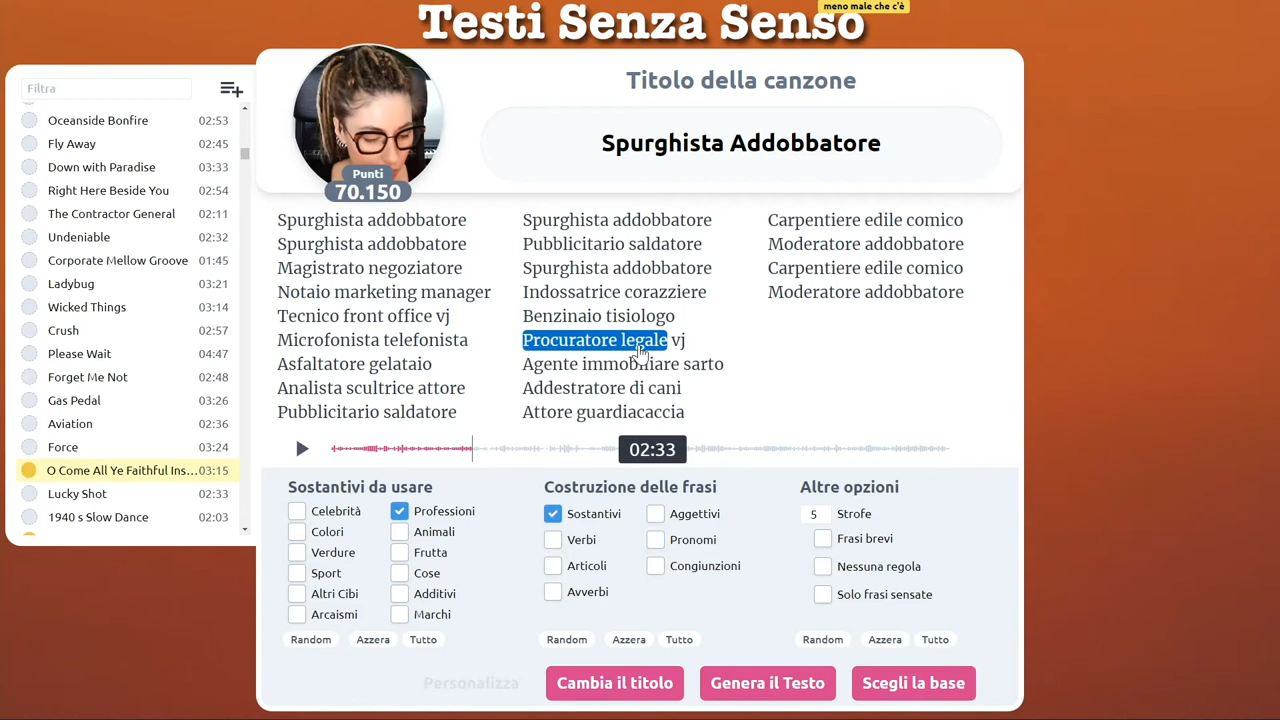 meno male che c'è
Testi Senza Senso
Filtra
Oceanside Bonfire 02:53
Fly Away 02:45
Down with Paradise 03:33
Right Here Beside You 02:54
The Contractor General 02:11
Undeniable 02:32
Corporate Mellow Groove 01:45
Ladybug 03:21
Wicked Things 03:14
Crush 02:57
Please Wait 04:47
Forget Me Not 02:48
Gas Pedal 03:26
Aviation 02:36
Force 03:24
O Come All Ye Faithful Ins... 03:15
Lucky Shot 02:33
1940 s Slow Dance 02:03
Punti
70.150
Titolo della canzone
Spurghista Addobbatore
Spurghista addobbatore
Spurghista addobbatore
Magistrato negoziatore
Notaio marketing manager
Tecnico front office vj
Microfonista telefonista
Asfaltatore gelataio
Analista scultrice attore
Pubblicitario saldatore
Spurghista addobbatore
Pubblicitario saldatore
Spurghista addobbatore
Indossatrice corazziere
Benzinaio tisiologo
Procuratore legale vj
Agente immobiliare sarto
Addestratore di cani
Attore guardiacaccia
Carpentiere edile comico
Moderatore addobbatore
Carpentiere edile comico
Moderatore addobbatore
02:33
Sostantivi da usare
Celebrità Professioni
Colori Animali
Verdure Frutta
Sport Cose
Altri Cibi Additivi
Arcaismi Marchi
Random Azzera Tutto
Costruzione delle frasi
Sostantivi Aggettivi
Verbi Pronomi
Articoli Congiunzioni
Avverbi
Random Azzera Tutto
Altre opzioni
5 Strofe
Frasi brevi
Nessuna regola
Solo frasi sensate
Random Azzera Tutto
Personalizza
Cambia il titolo
Genera il Testo
Scegli la base